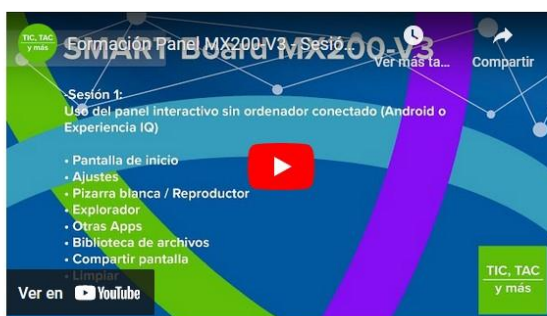 TIC, TAC
y más
Formación Panel MX200-V3 - Sesió...
SMART Board MX200-V3
Ver más ta...
Compartir
-Sesión 1:
Uso del panel interactivo sin ordenador conectado (Android o
Experiencia IQ)
• Pantalla de inicio
• Ajustes
• Pizarra blanca / Reproductor
• Explorador
• Otras Apps
• Biblioteca de archivos
• Compartir pantalla
• Limpiar
Ver en YouTube
TIC, TAC
y más